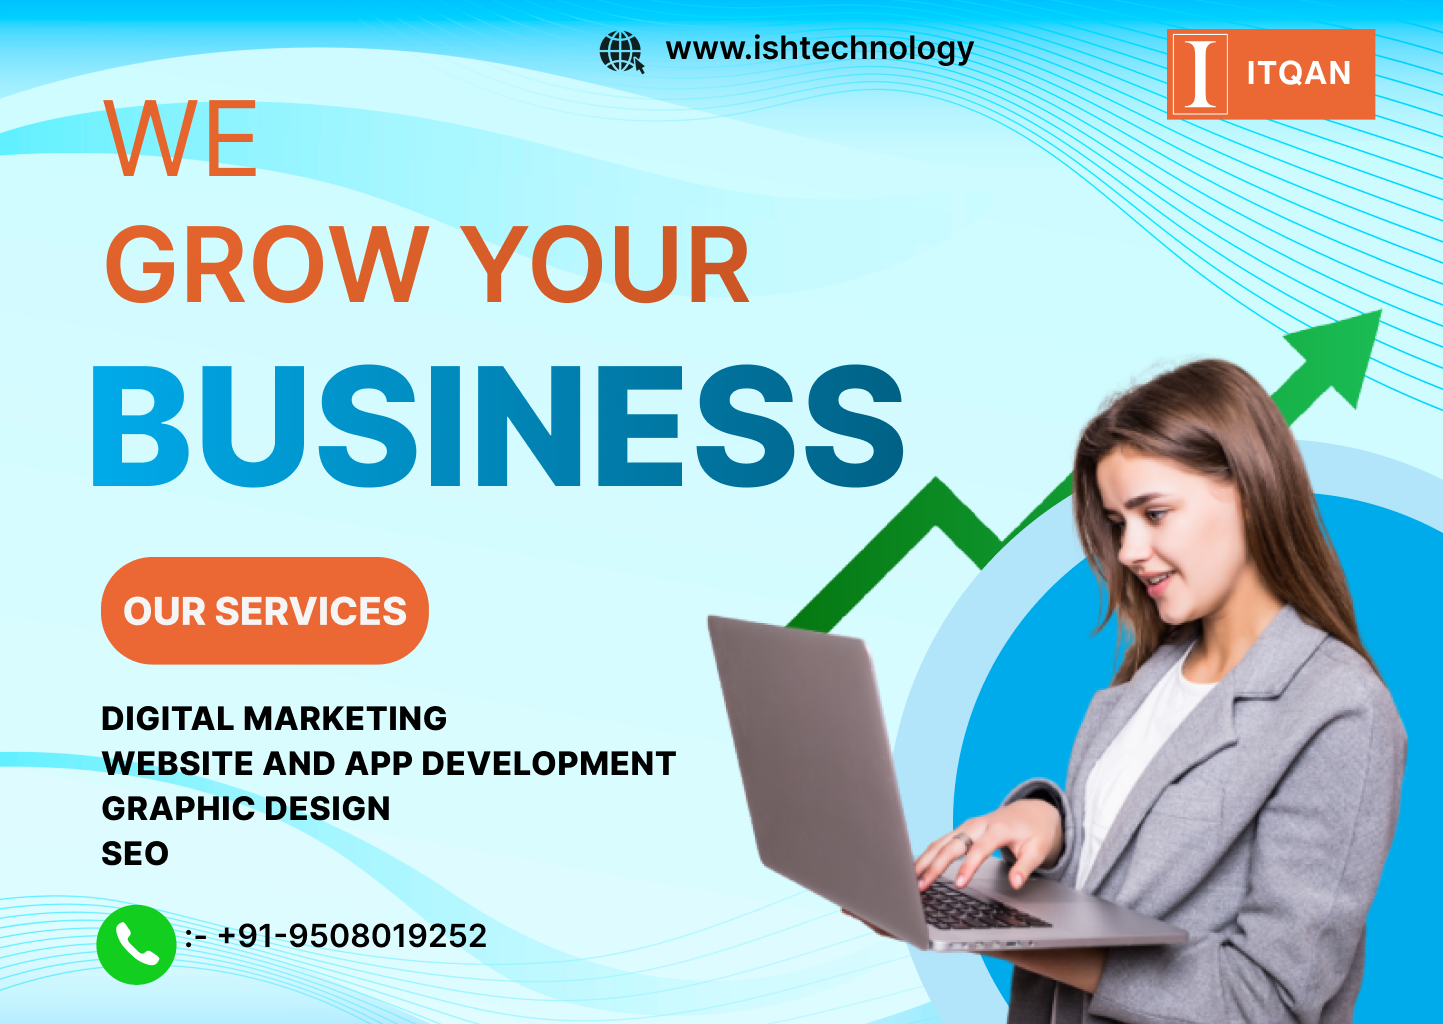 www.ishtechnology
I ITQAN
WE
GROW YOUR
BUSINESS
OUR SERVICES
DIGITAL MARKETING
WEBSITE AND APP DEVELOPMENT
GRAPHIC DESIGN
SEO
:- +91-9508019252